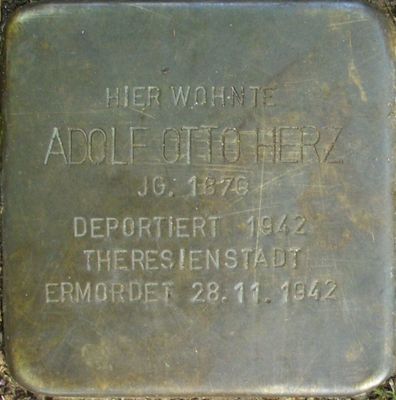 HIER WOHNTE
ADOLF OTTO HERZ
JG. 1870
DEPORTIERT 1942
THERESIENSTADT
ERMORDET 28.11.1942